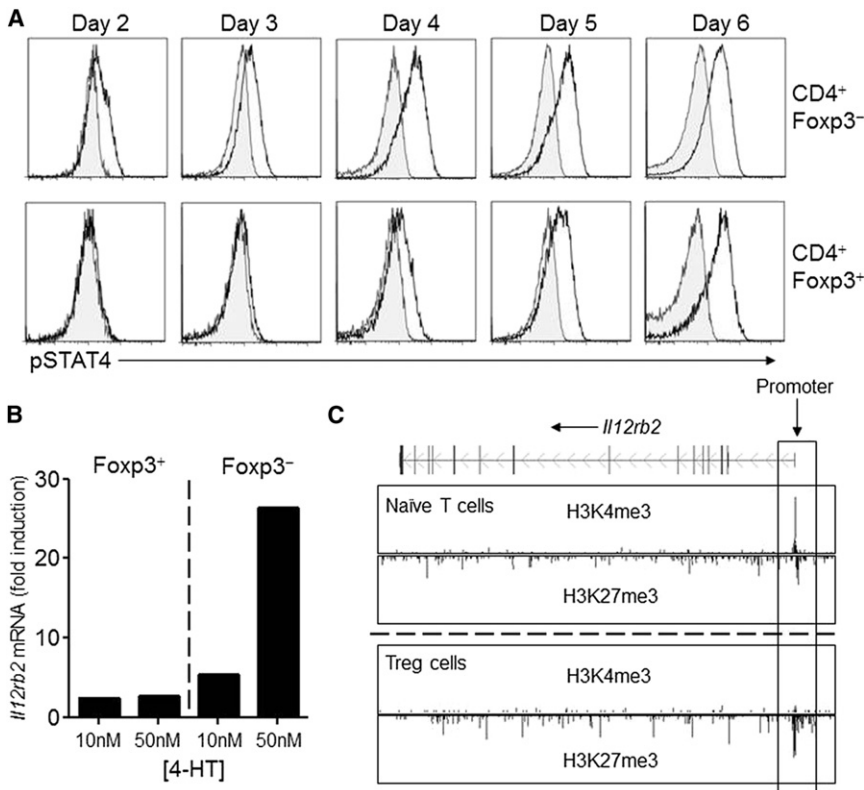 A
Day 2 Day 3 Day 4 Day 5 Day 6
CD4⁺
Foxp3⁻
CD4⁺
Foxp3⁺
pSTAT4
B
Il12rb2 mRNA (fold induction)
30
20
10
0
Foxp3⁺ Foxp3⁻
10nM 50nM 10nM 50nM
[4-HT]
C
Promoter
Il12rb2
Naïve T cells
H3K4me3
H3K27me3
Treg cells
H3K4me3
H3K27me3